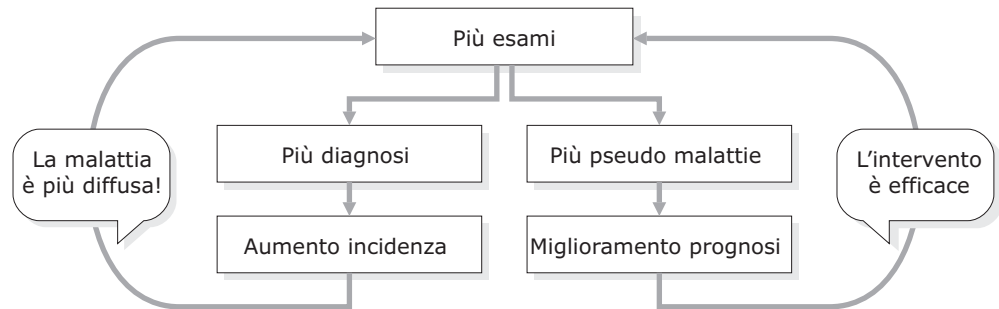 Più esami
Più diagnosi
Più pseudo malattie
La malattia
è più diffusa!
L’intervento
è efficace
Aumento incidenza
Miglioramento prognosi